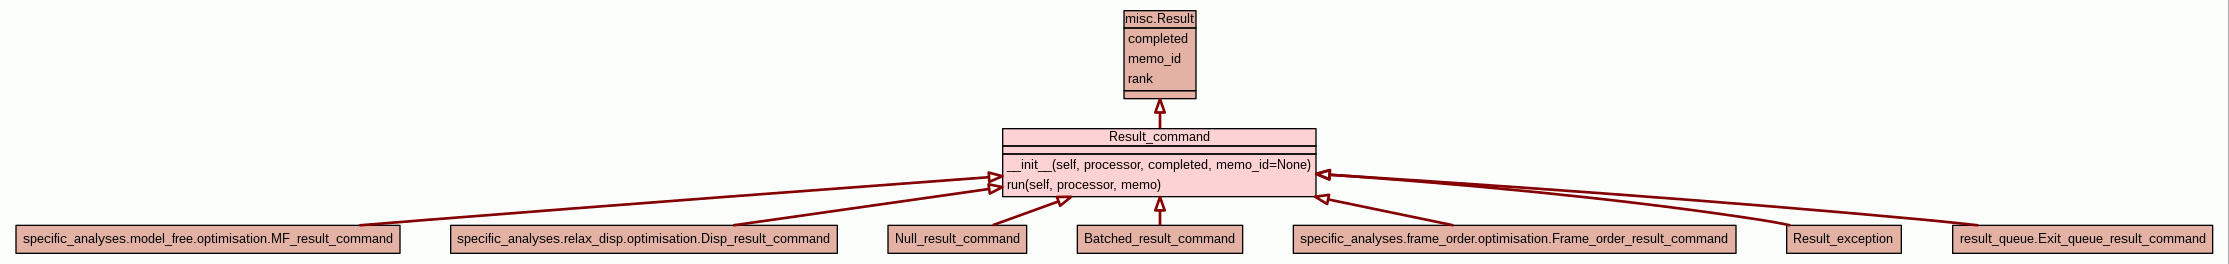 misc.Result
completed
memo_id
rank
Result_command
__init__(self, processor, completed, memo_id=None)
run(self, processor, memo)
specific_analyses.model_free.optimisation.MF_result_command
specific_analyses.relax_disp.optimisation.Disp_result_command
Null_result_command
Batched_result_command
specific_analyses.frame_order.optimisation.Frame_order_result_command
Result_exception
result_queue.Exit_queue_result_command